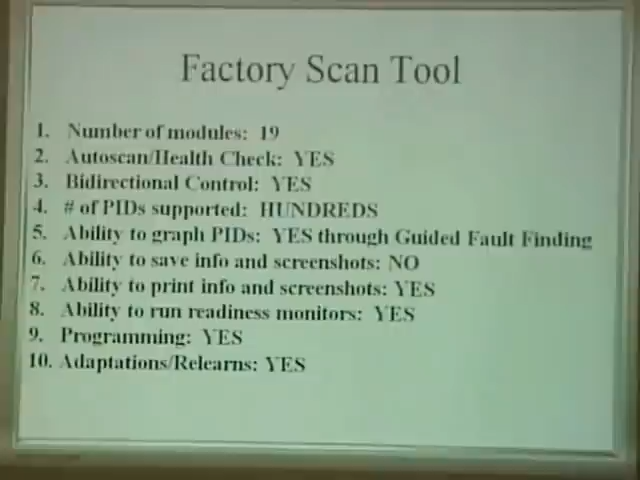 Factory Scan Tool
1. Number of modules: 19
2. Autoscan/Health Check: YES
3. Bidirectional Control: YES
4. # of PIDs supported: HUNDREDS
5. Ability to graph PIDs: YES through Guided Fault Finding
6. Ability to save info and screenshots: NO
7. Ability to print info and screenshots: YES
8. Ability to run readiness monitors: YES
9. Programming: YES
10. Adaptations/Relearns: YES